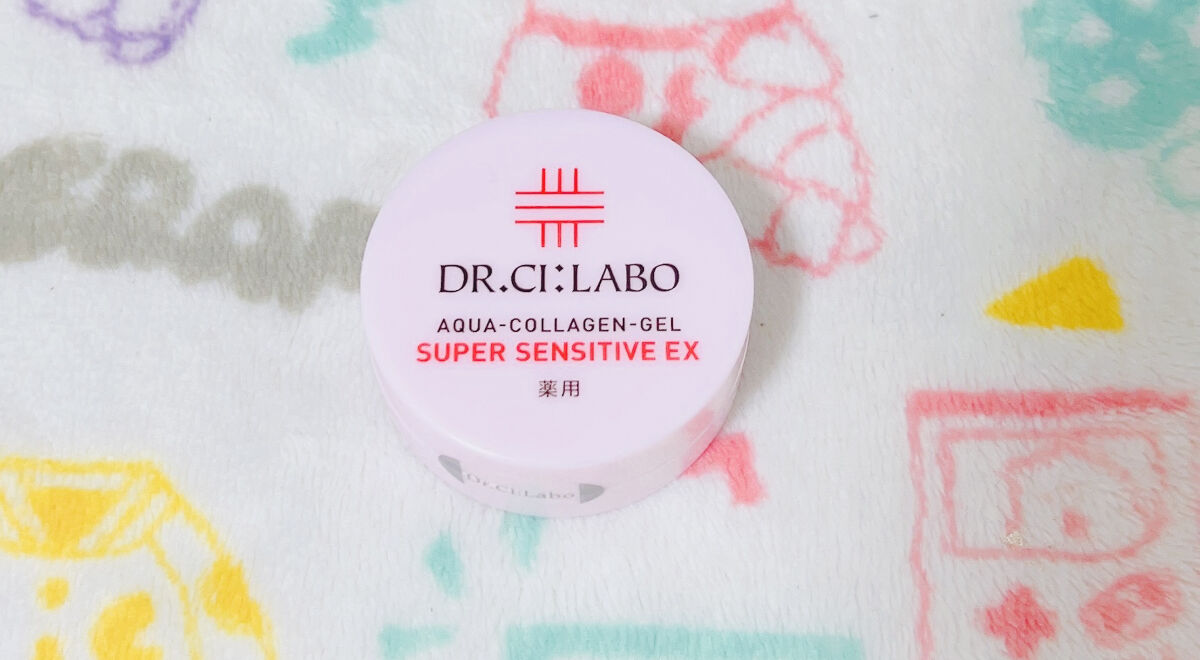 DR.CI:LABO
AQUA-COLLAGEN-GEL
SUPER SENSITIVE EX
薬用
Dr.Ci:Labo